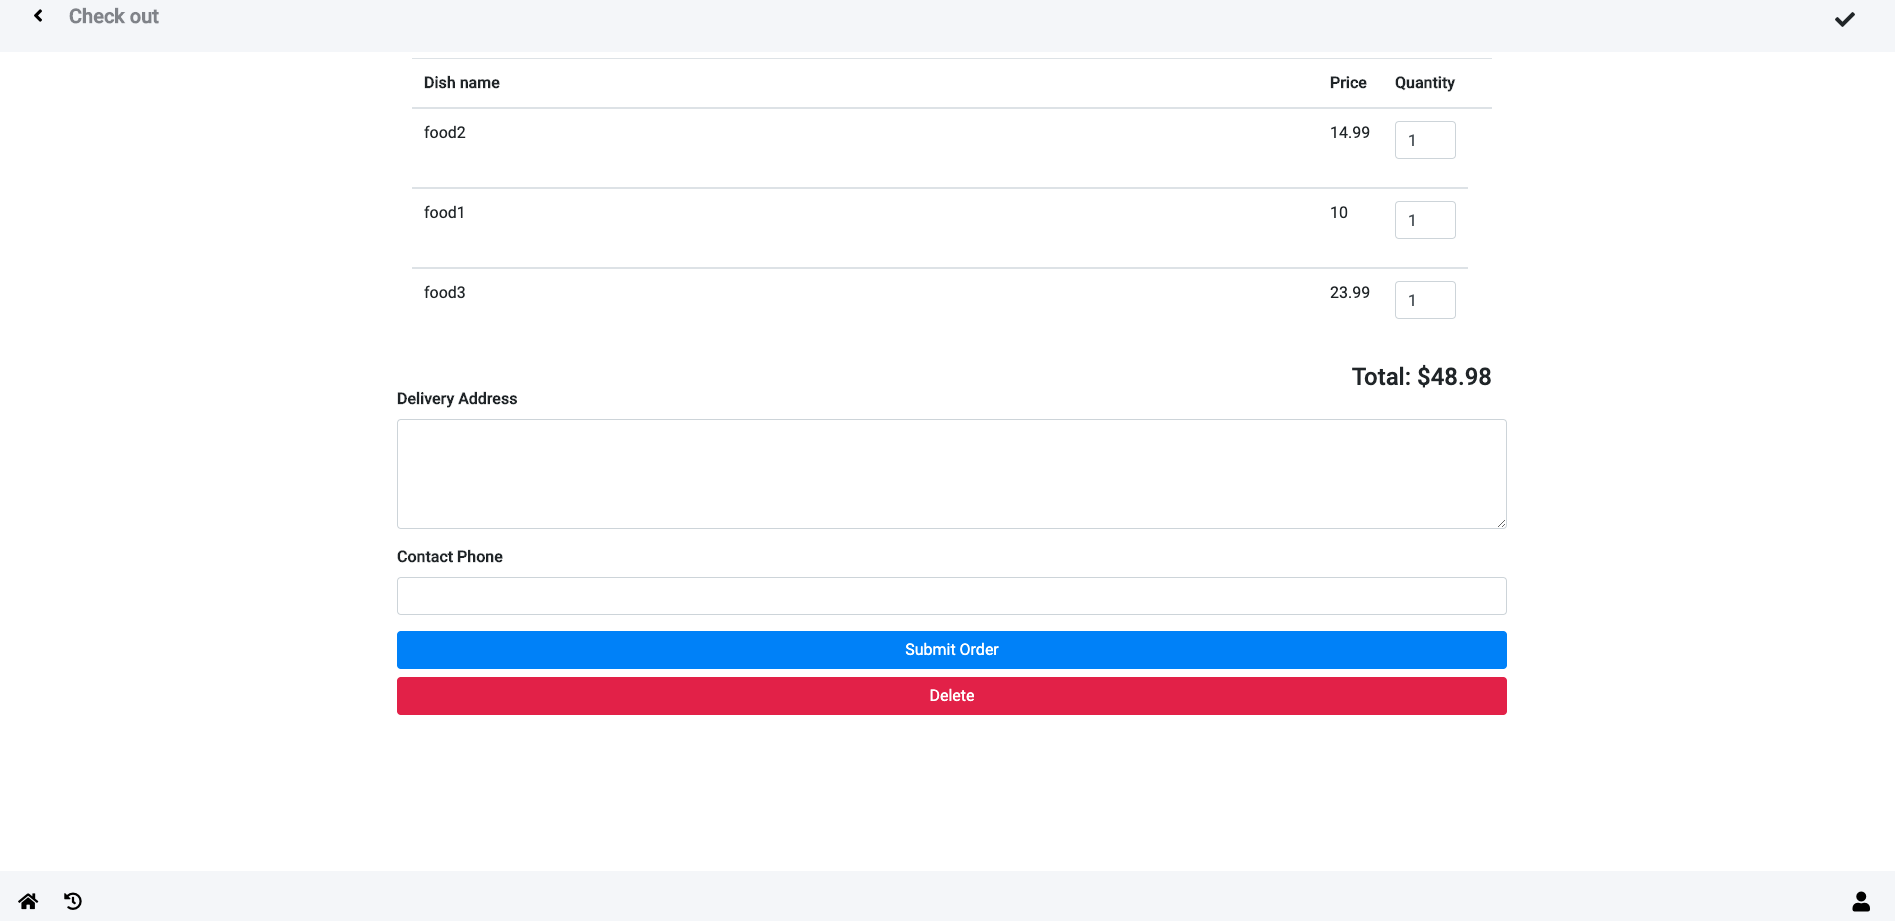 Check out
Dish name Price Quantity
food2 14.99 1
food1 10 1
food3 23.99 1
Total: $48.98
Delivery Address
Contact Phone
Submit Order
Delete